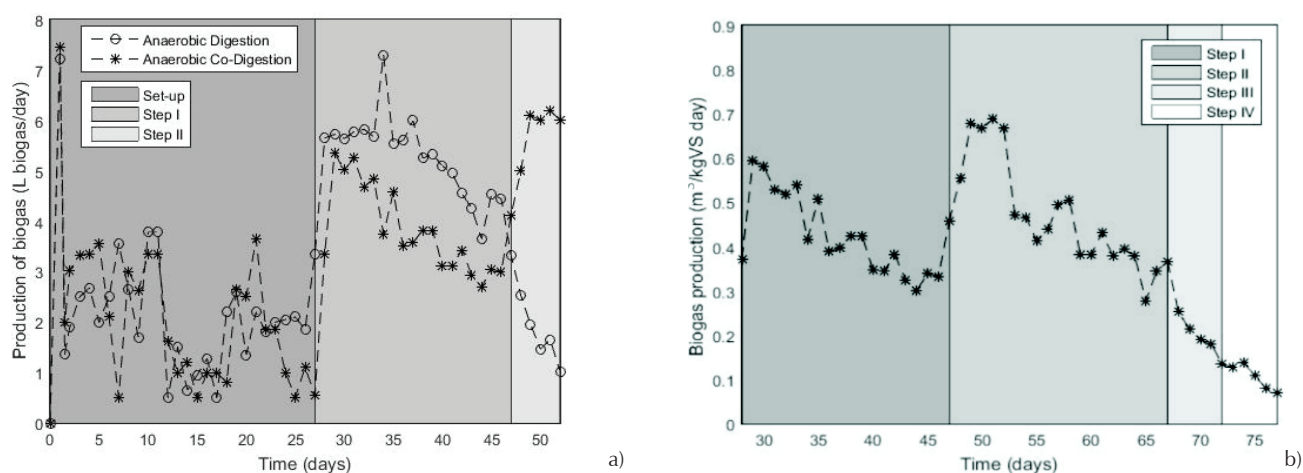 8
7
6
5
4
3
2
1
0
Production of biogas (L biogas/day)
Anaerobic Digestion
Anaerobic Co-Digestion
Set-up
Step I
Step II
0 5 10 15 20 25 30 35 40 45 50
Time (days)
a)
0.9
0.8
0.7
0.6
0.5
0.4
0.3
0.2
0.1
0
Biogas production (m³/kgVS day)
Step I
Step II
Step III
Step IV
30 35 40 45 50 55 60 65 70 75
Time (days)
b)